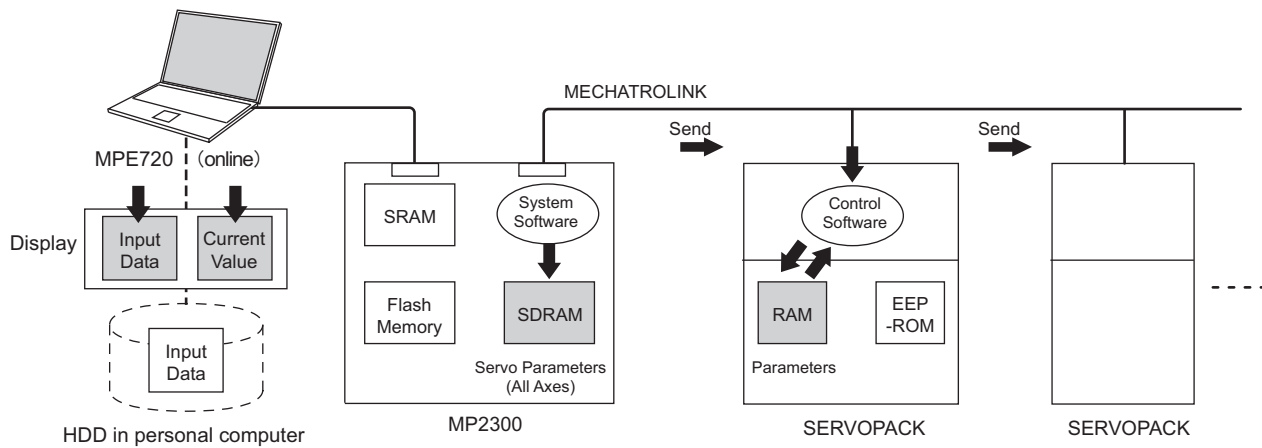 MECHATROLINK
Send
Send
MPE720 (online)
Display
Input
Data
Current
Value
Input
Data
HDD in personal computer
SRAM
System
Software
Flash
Memory
SDRAM
Servo Parameters
(All Axes)
MP2300
Control
Software
RAM
EEP
-ROM
Parameters
SERVOPACK
SERVOPACK